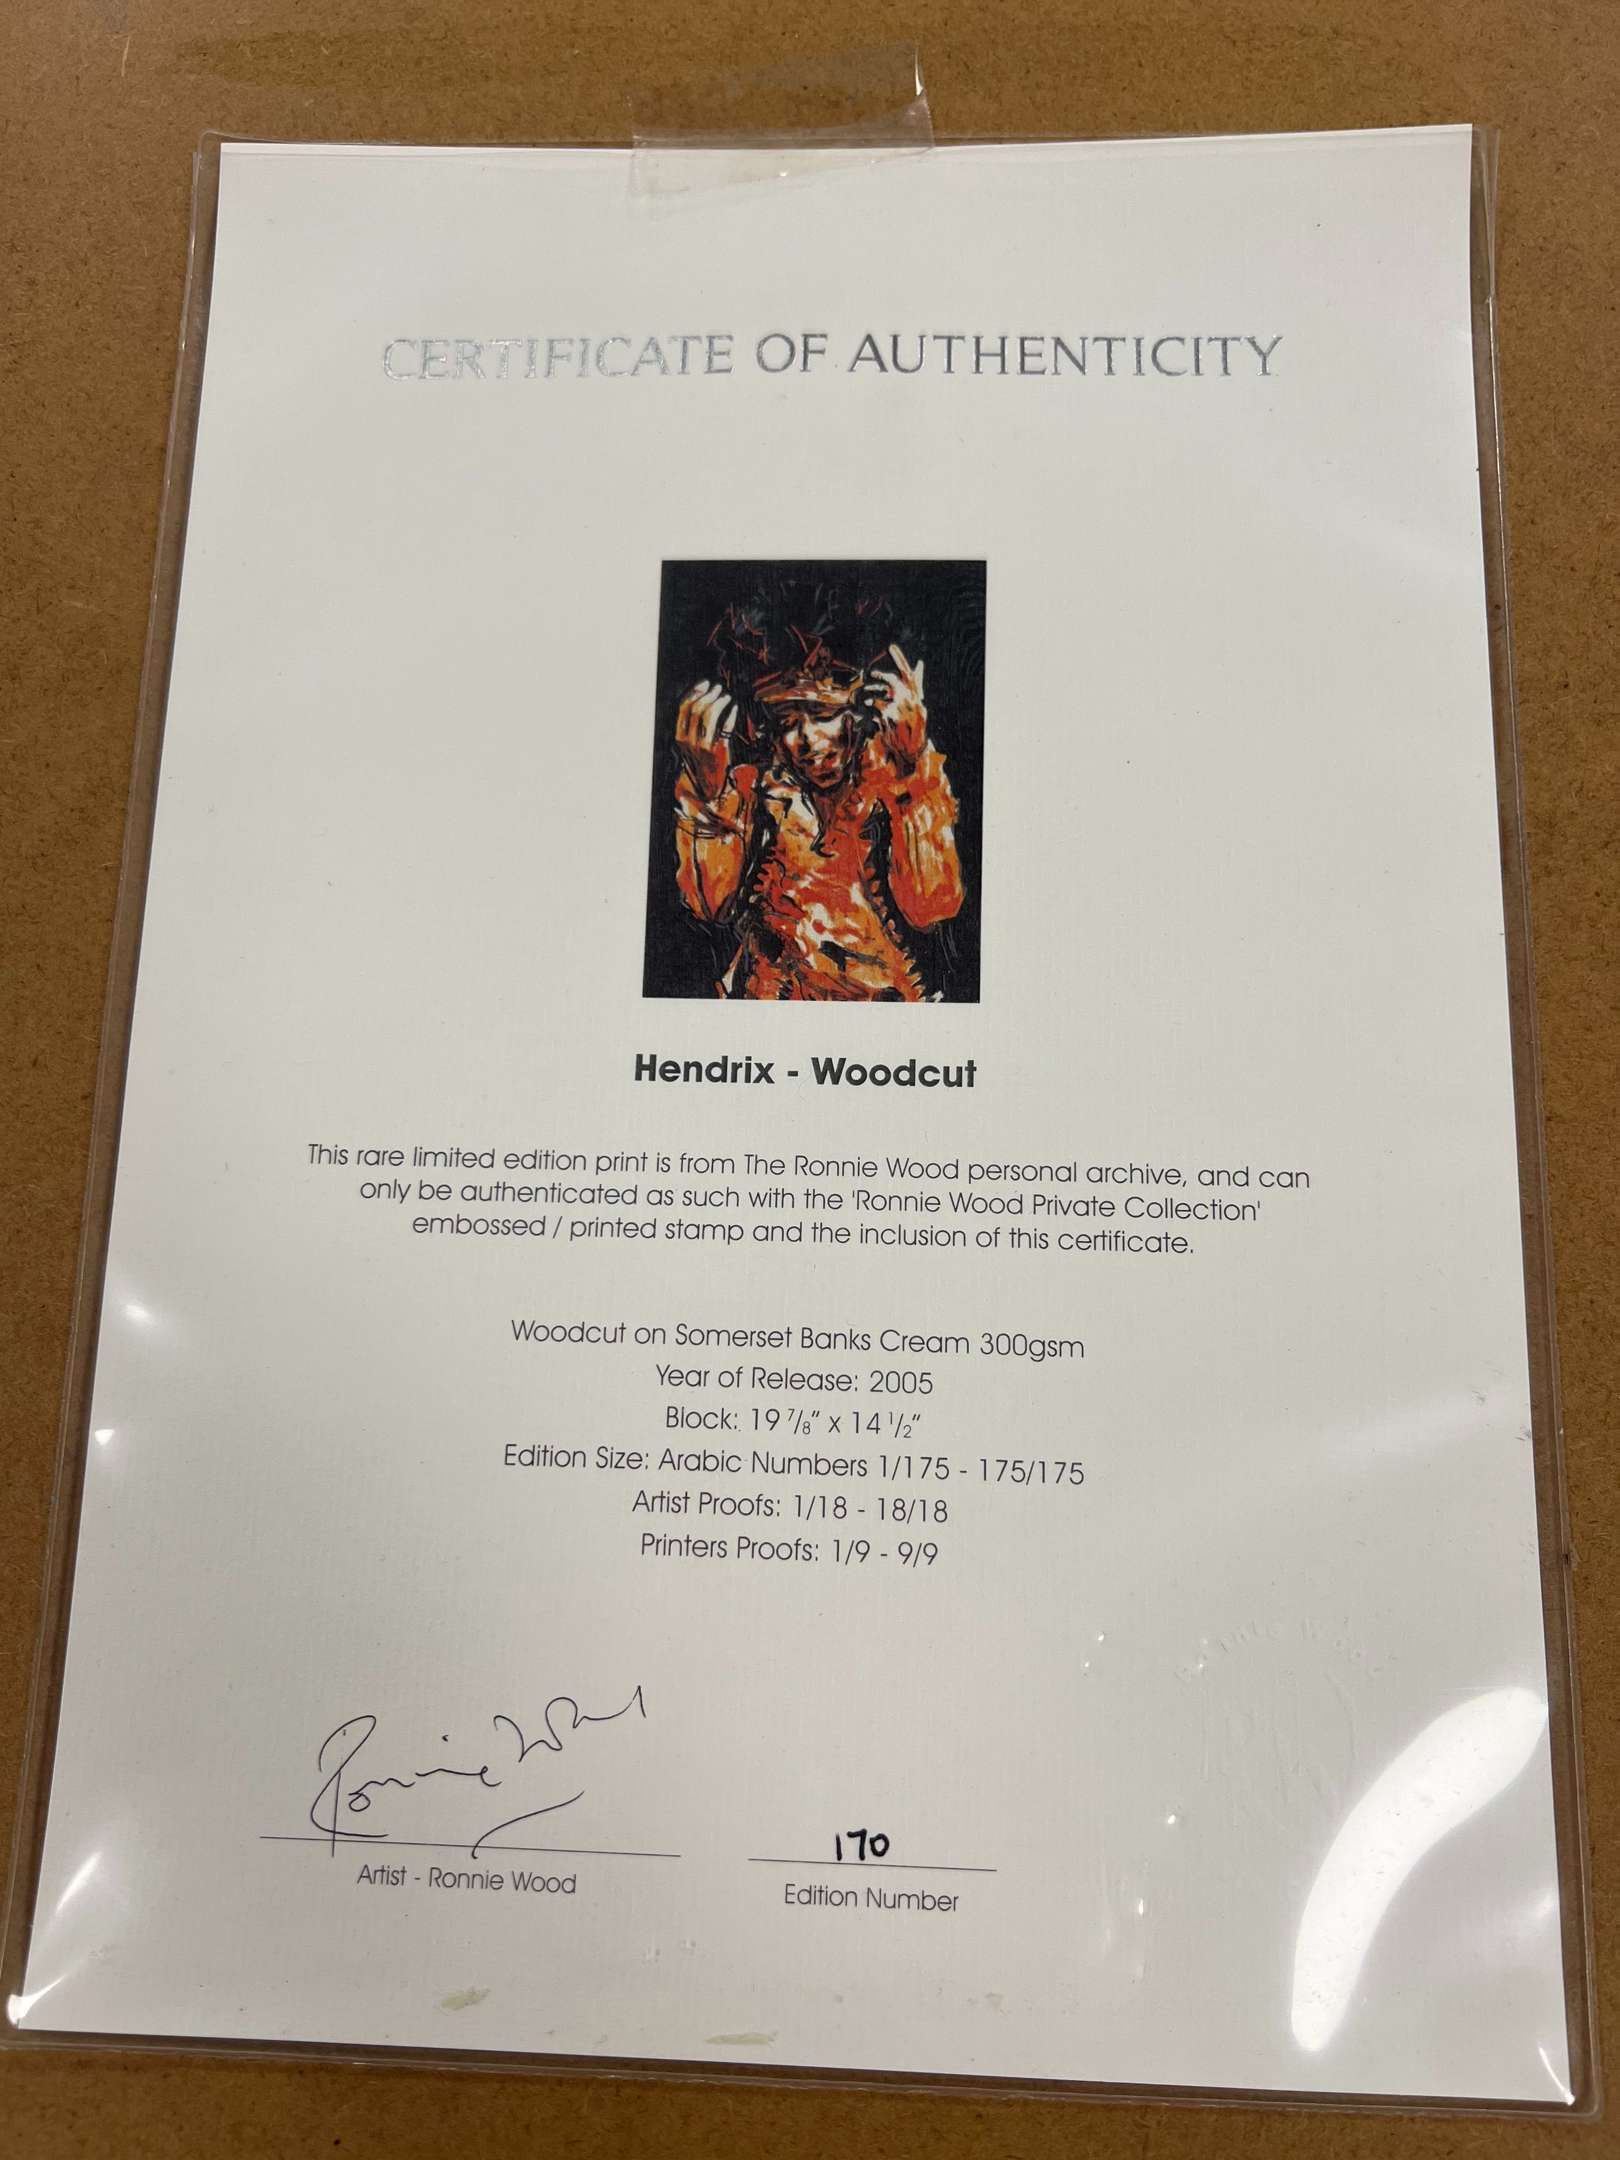 CERTIFICATE OF AUTHENTICITY
Hendrix - Woodcut
This rare limited edition print is from The Ronnie Wood personal archive, and can
only be authenticated as such with the 'Ronnie Wood Private Collection'
embossed / printed stamp and the inclusion of this certificate.
Woodcut on Somerset Banks Cream 300gsm
Year of Release: 2005
Block: 19 ⁷/₈" x 14 ¹/₂"
Edition Size: Arabic Numbers 1/175 - 175/175
Artist Proofs: 1/18 - 18/18
Printers Proofs: 1/9 - 9/9
Ronnie Wood
Ronnie Wood
170
Artist - Ronnie Wood
Edition Number